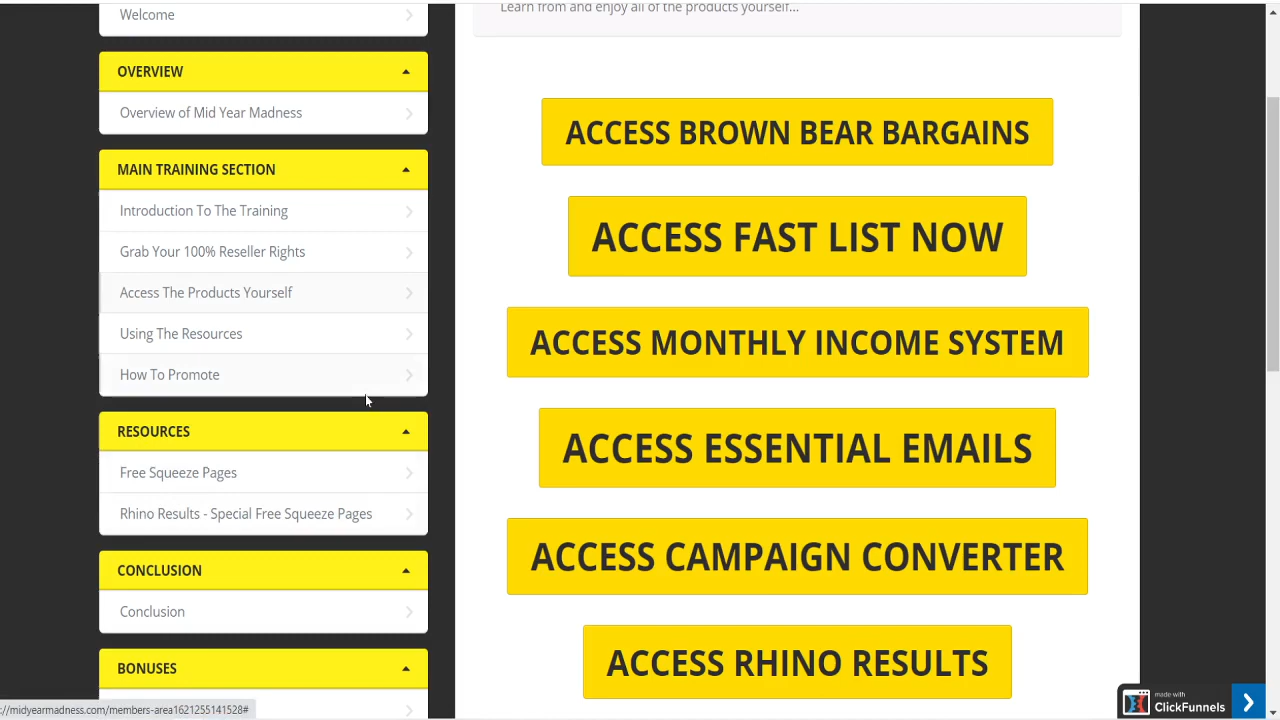 Welcome
OVERVIEW
Overview of Mid Year Madness
MAIN TRAINING SECTION
Introduction To The Training
Grab Your 100% Reseller Rights
Access The Products Yourself
Using The Resources
How To Promote
RESOURCES
Free Squeeze Pages
Rhino Results - Special Free Squeeze Pages
CONCLUSION
Conclusion
BONUSES
://midyearmadness.com/members-area1621255141528#
Learn from and enjoy all of the products yourself...
ACCESS BROWN BEAR BARGAINS
ACCESS FAST LIST NOW
ACCESS MONTHLY INCOME SYSTEM
ACCESS ESSENTIAL EMAILS
ACCESS CAMPAIGN CONVERTER
ACCESS RHINO RESULTS
made with
ClickFunnels